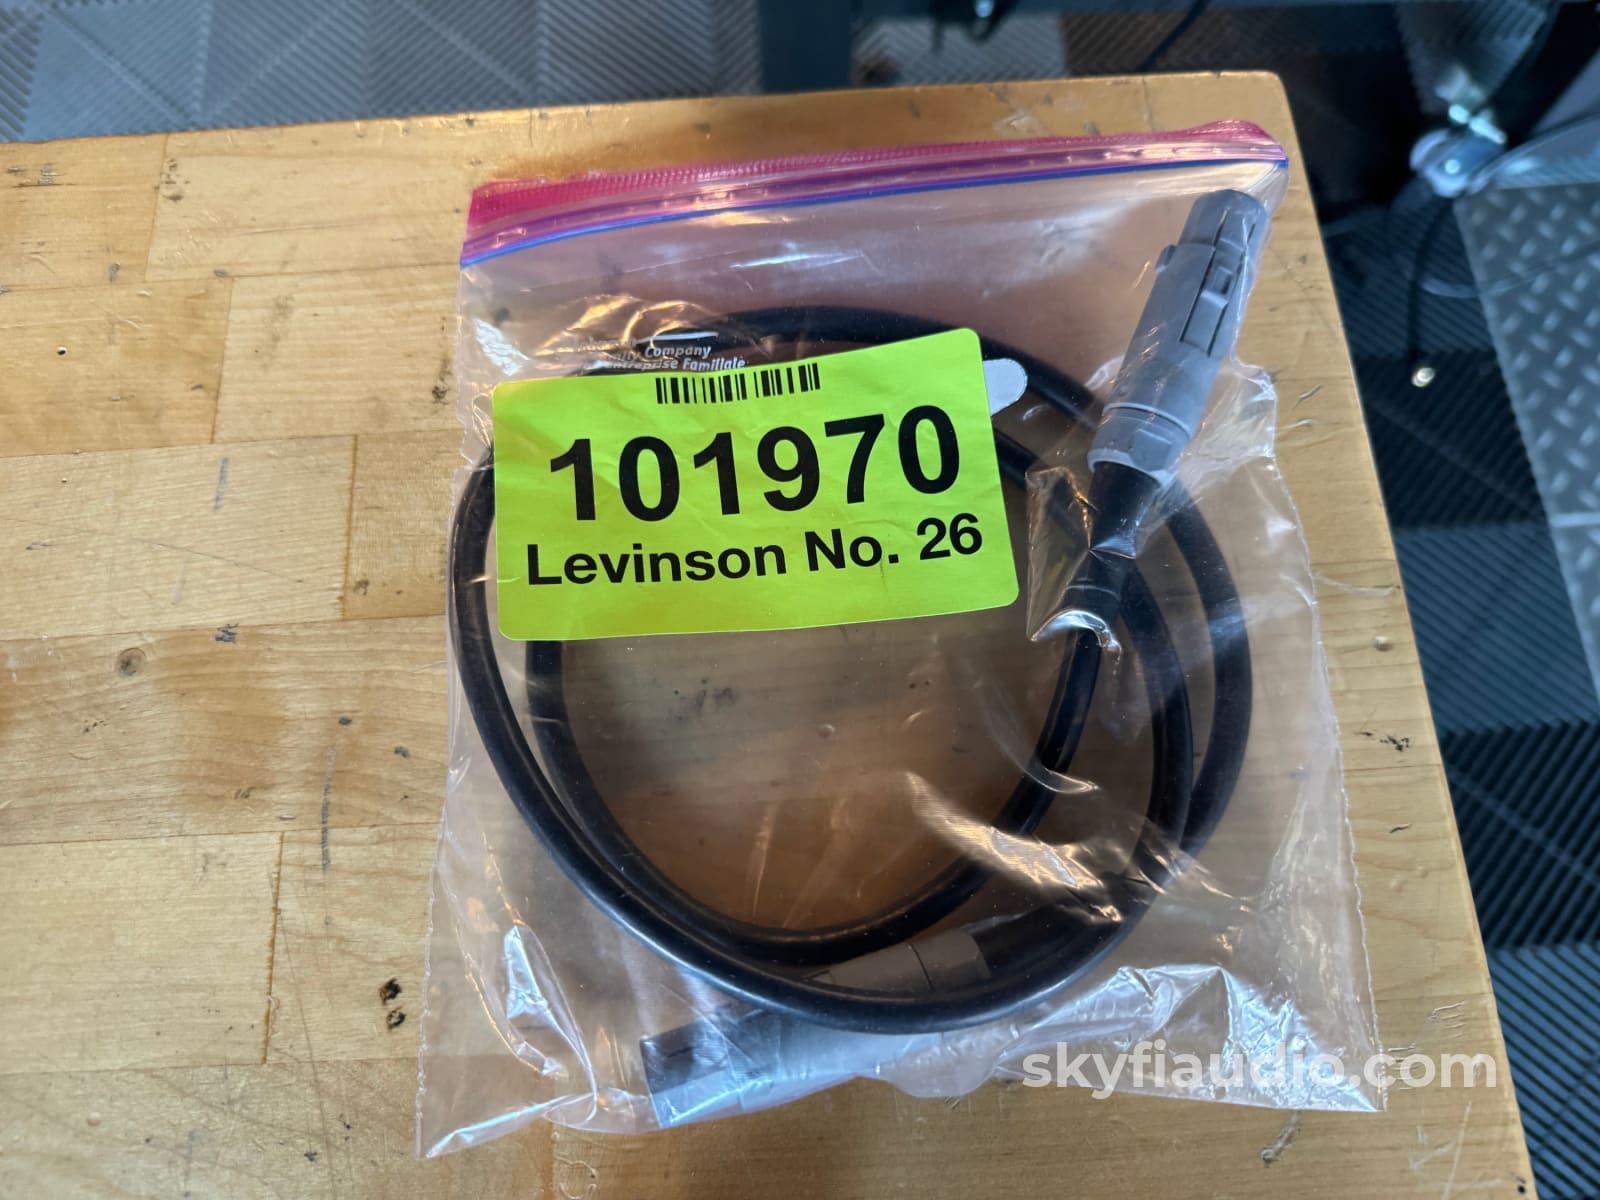 Family Company
entreprise Familiale
101970
Levinson No. 26
skyfiaudio.com